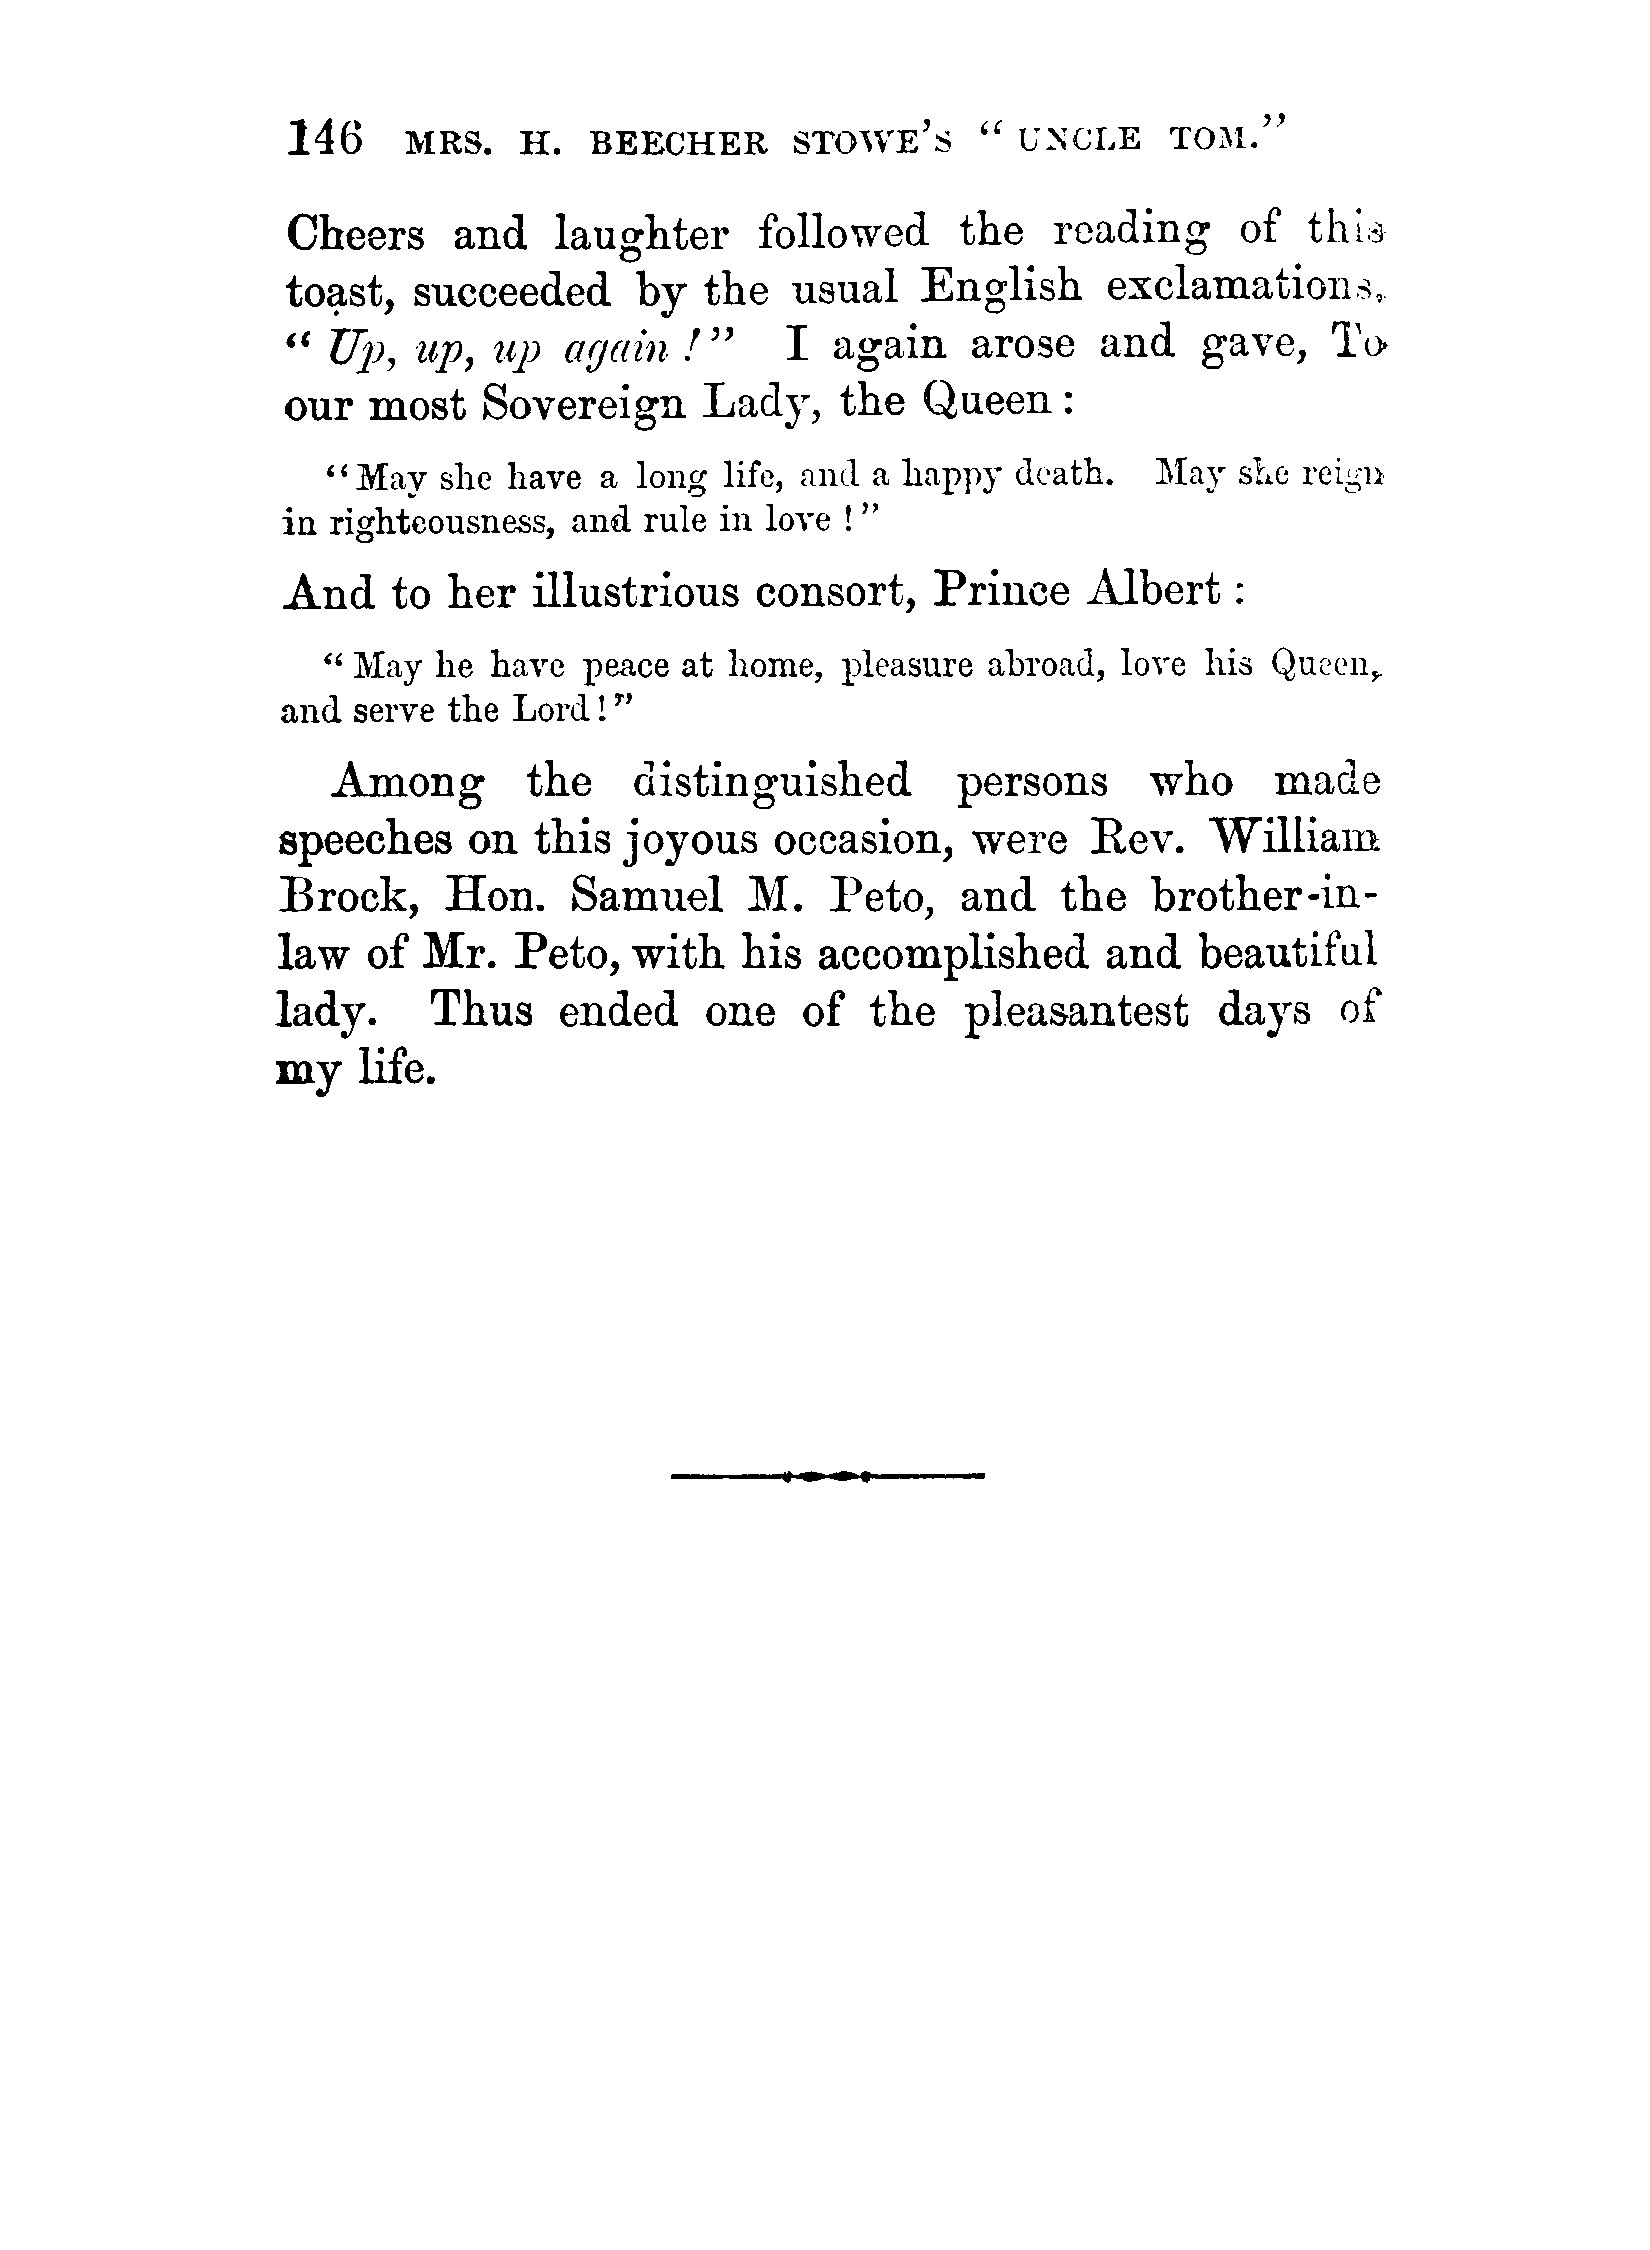 146 MRS. H. BEECHER STOWE'S "UNCLE TOM."
Cheers and laughter followed the reading of this
toast, succeeded by the usual English exclamations,
"Up, up, up again!" I again arose and gave, To
our most Sovereign Lady, the Queen:
"May she have a long life, and a happy death. May she reign
in righteousness, and rule in love!"
And to her illustrious consort, Prince Albert:
"May he have peace at home, pleasure abroad, love his Queen,
and serve the Lord!"
Among the distinguished persons who made
speeches on this joyous occasion, were Rev. William
Brock, Hon. Samuel M. Peto, and the brother-in-
law of Mr. Peto, with his accomplished and beautiful
lady. Thus ended one of the pleasantest days of
my life.